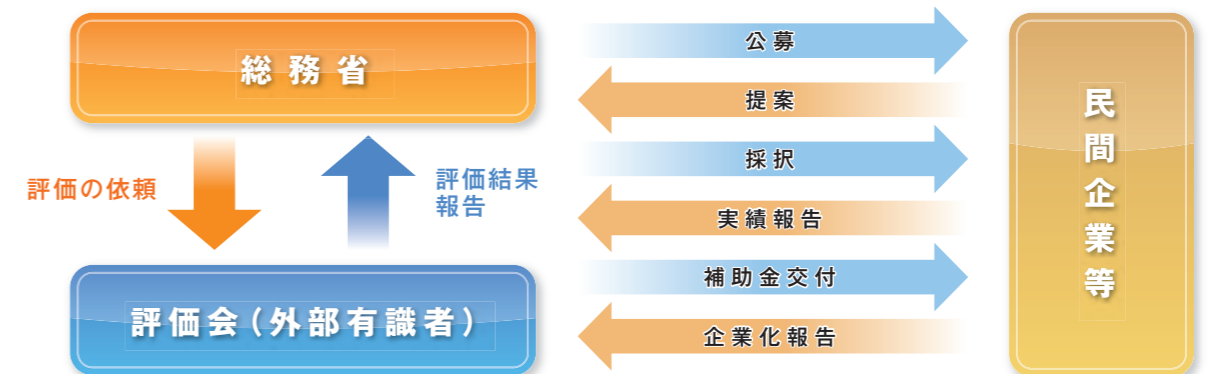 総務省
評価の依頼
評価結果
報告
評価会(外部有識者)
公募
提案
採択
実績報告
補助金交付
企業化報告
民間企業等